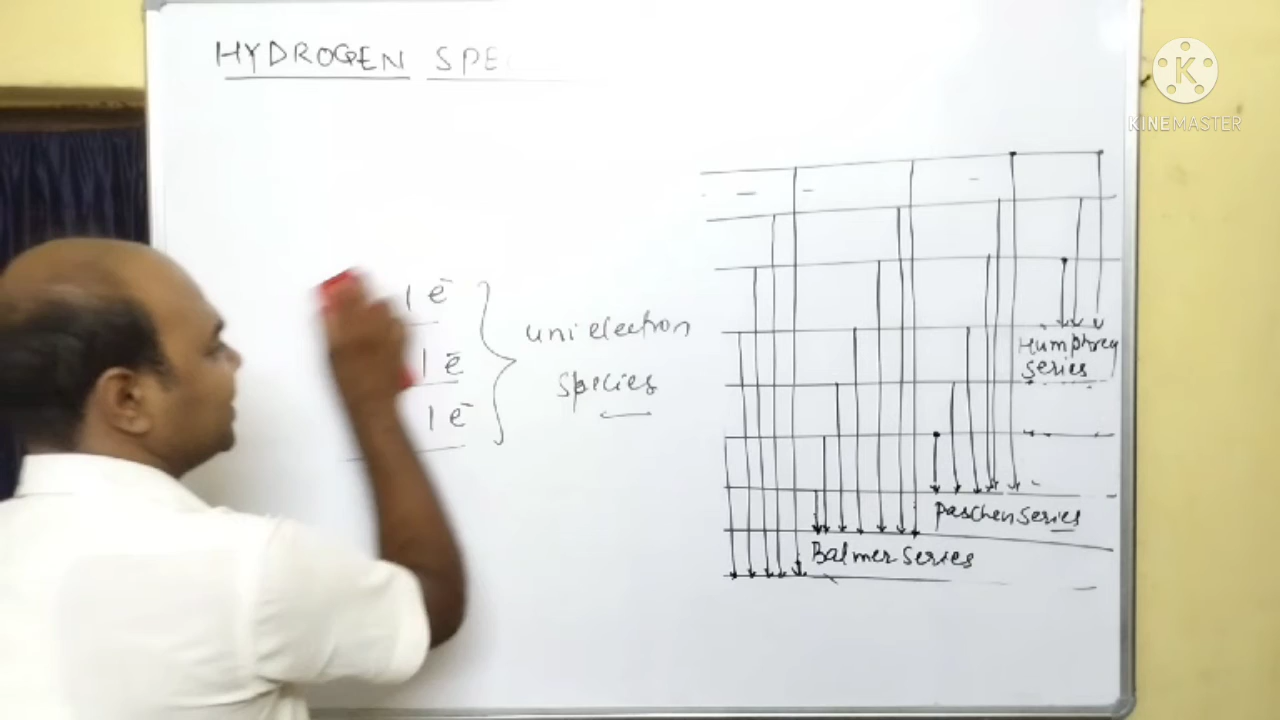 HYDROGEN SPE
1 e-
1 e-
1 e-
uni electron
species
Humphrey
series
Paschen series
Balmer series
K
KINEMASTER